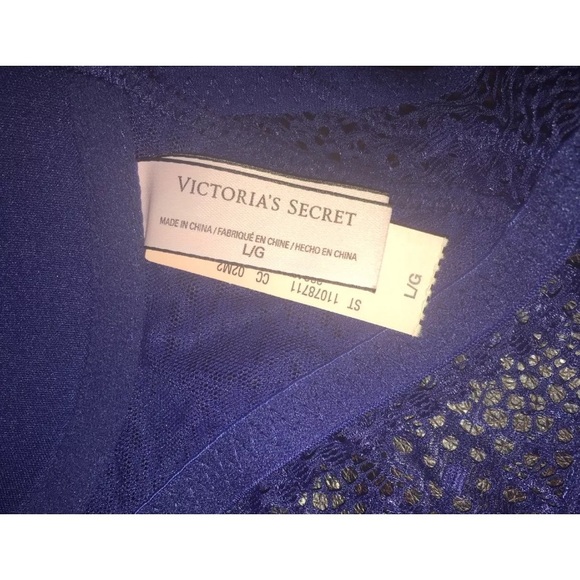 VICTORIA'S SECRET
MADE IN CHINA / FABRIQUÉ EN CHINE / HECHO EN CHINA
L/G
ST 11078711 CC 02M2
L/G